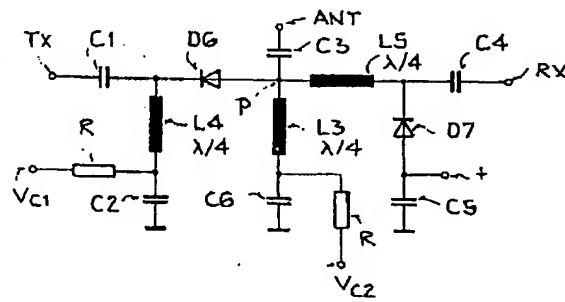 ANT
Tx
C1
D6
C3
L5
λ/4
C4
RX
P
L4
λ/4
L3
λ/4
D7
R
VC1
C2
C6
R
C5
+
VC2